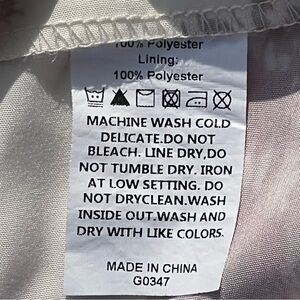 100% Polyester
Lining:
100% Polyester
MACHINE WASH COLD
DELICATE.DO NOT
BLEACH. LINE DRY,DO
NOT TUMBLE DRY. IRON
AT LOW SETTING. DO
NOT DRYCLEAN.WASH
INSIDE OUT.WASH AND
DRY WITH LIKE COLORS.
MADE IN CHINA
G0347